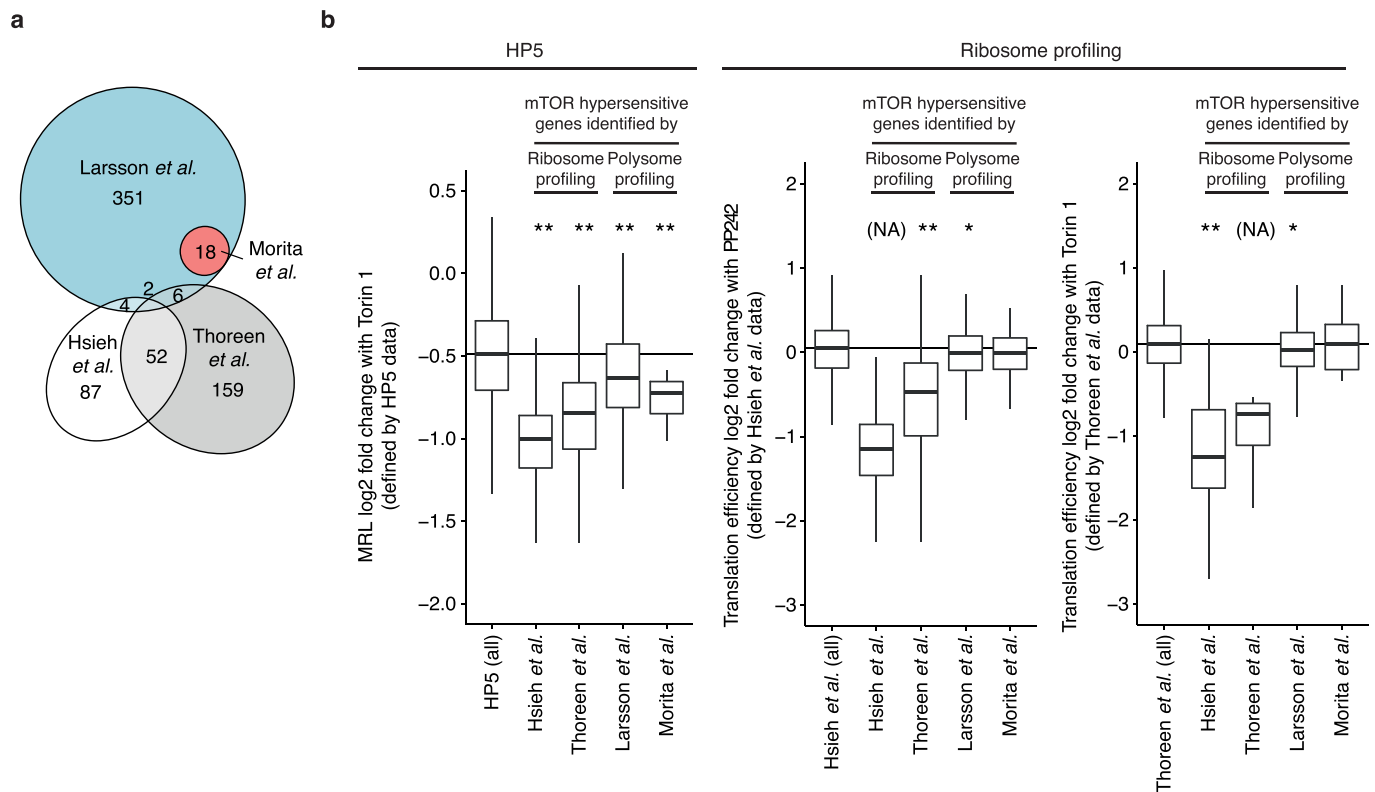 a
Larsson et al.
351
18
Morita
et al.
2
6
4
Hsieh
et al.
87
52
Thoreen
et al.
159
b
HP5
Ribosome profiling
mTOR hypersensitive
genes identified by
Ribosome
profiling
Polysome
profiling
MRL log2 fold change with Torin 1
(defined by HP5 data)
0.5
0.0
−0.5
−1.0
−1.5
−2.0
** ** ** **
HP5 (all)
Hsieh et al.
Thoreen et al.
Larsson et al.
Morita et al.
mTOR hypersensitive
genes identified by
Ribosome
profiling
Polysome
profiling
Translation efficiency log2 fold change with PP242
(defined by Hsieh et al. data)
2
1
0
−1
−2
−3
(NA) ** *
Hsieh et al. (all)
Hsieh et al.
Thoreen et al.
Larsson et al.
Morita et al.
mTOR hypersensitive
genes identified by
Ribosome
profiling
Polysome
profiling
Translation efficiency log2 fold change with Torin 1
(defined by Thoreen et al. data)
2
1
0
−1
−2
−3
** (NA) *
Thoreen et al. (all)
Hsieh et al.
Thoreen et al.
Larsson et al.
Morita et al.